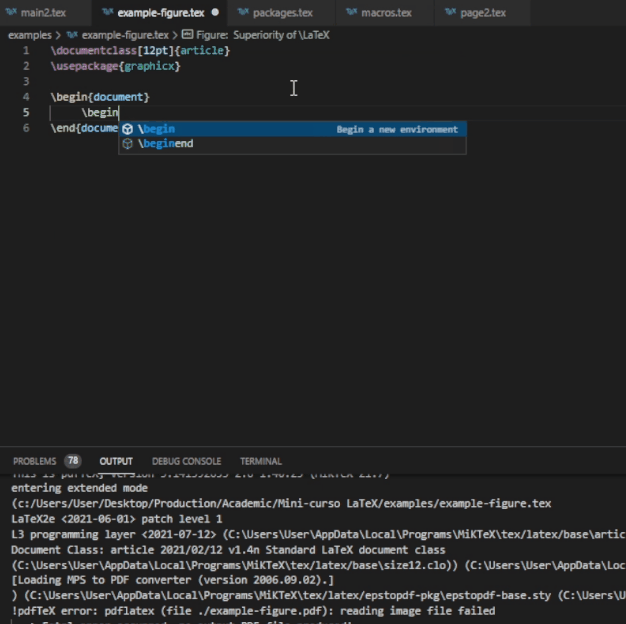 main2.tex example-figure.tex packages.tex macros.tex page2.tex
examples > example-figure.tex > Figure: Superiority of \LaTeX
1 \documentclass[12pt]{article}
2 \usepackage{graphicx}
3
4 \begin{document}
5 \begin
6 \end{docume
\begin Begin a new environment
\beginend
PROBLEMS 78 OUTPUT DEBUG CONSOLE TERMINAL
entering extended mode
(c:/Users/User/Desktop/Production/Academic/Mini-curso LaTeX/examples/example-figure.tex
LaTeX2e <2021-06-01> patch level 1
L3 programming layer <2021-07-12> (C:\Users\User\AppData\Local\Programs\MiKTeX\tex/latex/base\artic
Document Class: article 2021/02/12 v1.4n Standard LaTeX document class
(C:\Users\User\AppData\Local\Programs\MiKTeX\tex/latex/base\size12.clo)) (C:\Users\User\AppData\Loc
[Loading MPS to PDF converter (version 2006.09.02).]
) (C:\Users\User\AppData\Local\Programs\MiKTeX\tex/latex/epstopdf-pkg\epstopdf-base.sty (C:\Users\U
!pdfTeX error: pdflatex (file ./example-figure.pdf): reading image file failed